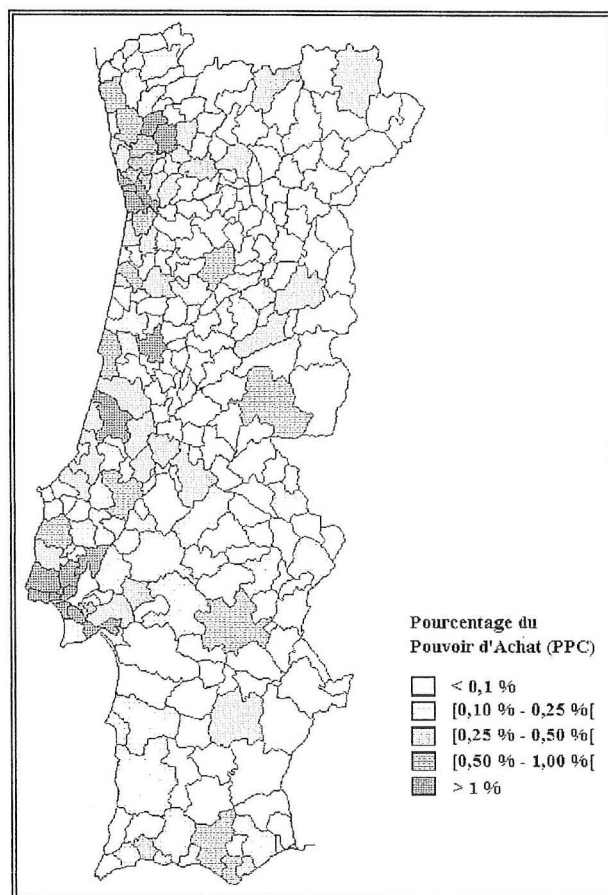 Pourcentage du
Pouvoir d'Achat (PPC)
< 0,1 %
[0,10 % - 0,25 %[
[0,25 % - 0,50 %[
[0,50 % - 1,00 %[
> 1 %